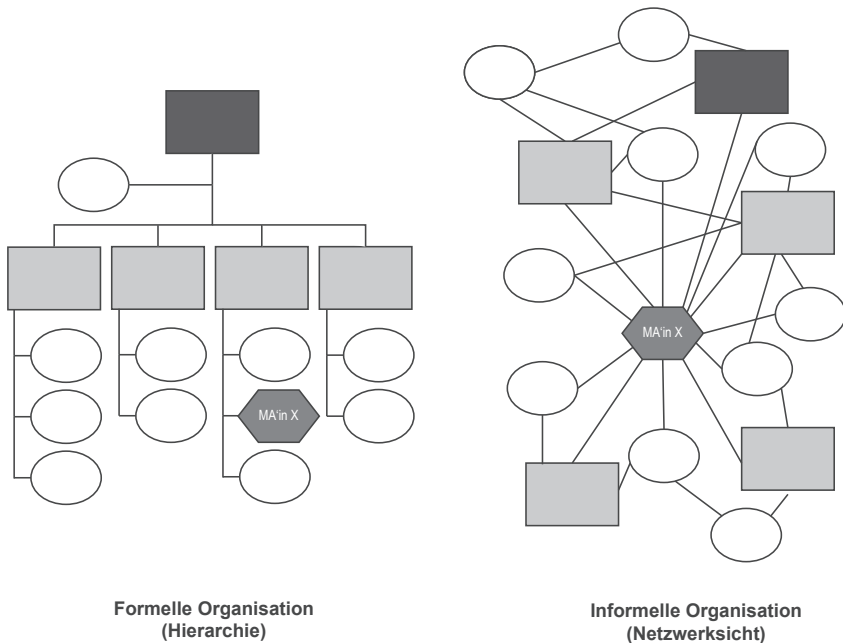 MA‘in X
MA‘in X
Formelle Organisation
(Hierarchie)
Informelle Organisation
(Netzwerksicht)